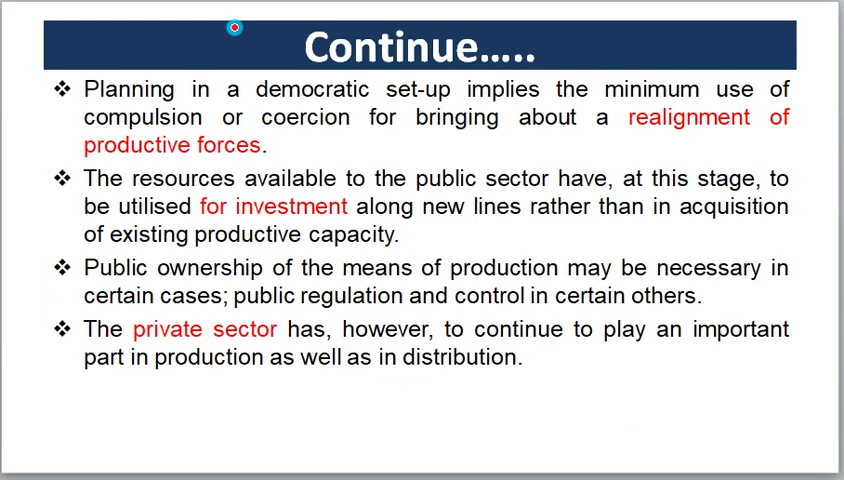 Continue…..
❖ Planning in a democratic set-up implies the minimum use of
compulsion or coercion for bringing about a realignment of
productive forces.
❖ The resources available to the public sector have, at this stage, to
be utilised for investment along new lines rather than in acquisition
of existing productive capacity.
❖ Public ownership of the means of production may be necessary in
certain cases; public regulation and control in certain others.
❖ The private sector has, however, to continue to play an important
part in production as well as in distribution.